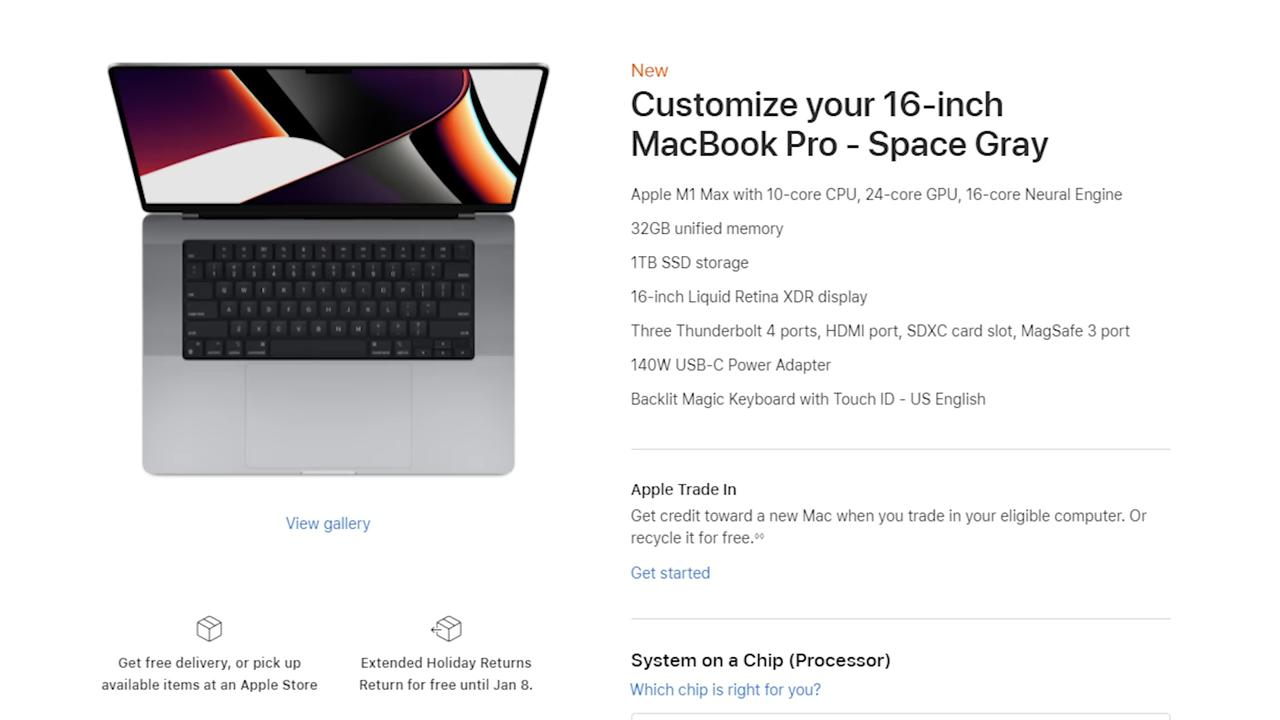 New
Customize your 16-inch
MacBook Pro - Space Gray
Apple M1 Max with 10-core CPU, 24-core GPU, 16-core Neural Engine
32GB unified memory
1TB SSD storage
16-inch Liquid Retina XDR display
Three Thunderbolt 4 ports, HDMI port, SDXC card slot, MagSafe 3 port
140W USB-C Power Adapter
Backlit Magic Keyboard with Touch ID - US English
Apple Trade In
Get credit toward a new Mac when you trade in your eligible computer. Or
recycle it for free.◊◊
Get started
System on a Chip (Processor)
Which chip is right for you?
View gallery
Get free delivery, or pick up
available items at an Apple Store
Extended Holiday Returns
Return for free until Jan 8.